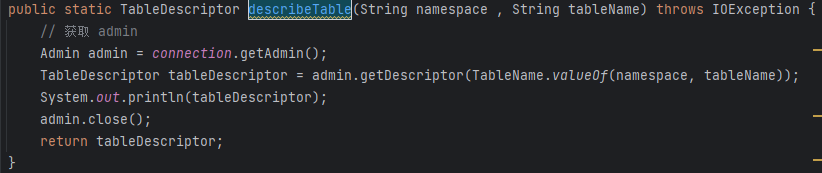 public static TableDescriptor describeTable(String namespace , String tableName) throws IOException {
// 获取 admin
Admin admin = connection.getAdmin();
TableDescriptor tableDescriptor = admin.getDescriptor(TableName.valueOf(namespace, tableName));
System.out.println(tableDescriptor);
admin.close();
return tableDescriptor;
}